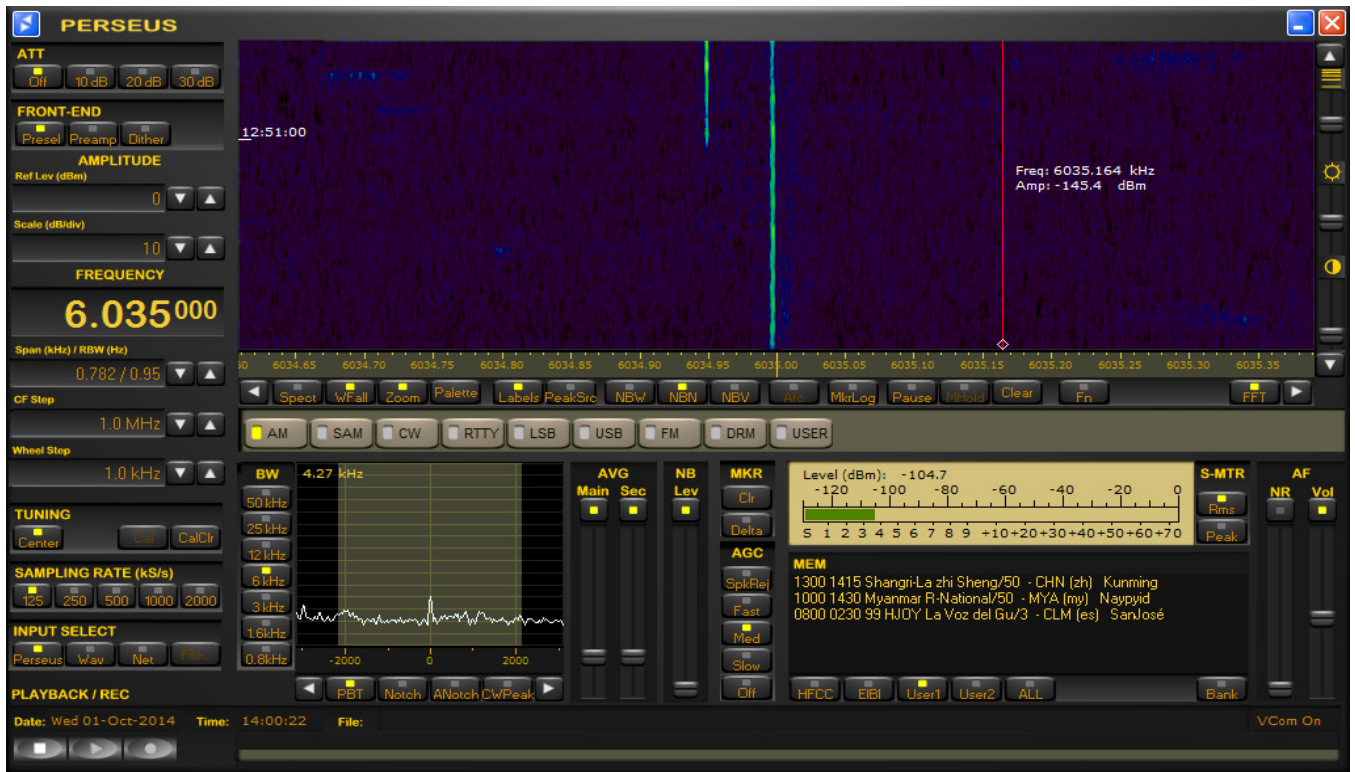 PERSEUS
ATT
Off 10 dB 20 dB 30 dB
FRONT-END
Presel Preamp Dither
AMPLITUDE
Ref Lev (dBm)
0
Scale (dB/div)
10
FREQUENCY
6.035000
Span (kHz) / RBW (Hz)
0.782 / 0.95
CF Step
1.0 MHz
Wheel Step
1.0 kHz
TUNING
Center Cal CalClr
SAMPLING RATE (kS/s)
125 250 500 1000 2000
INPUT SELECT
Perseus Wav Net File
PLAYBACK / REC
12:51:00
Freq: 6035.164 kHz
Amp: -145.4 dBm
60 6034.65 6034.70 6034.75 6034.80 6034.85 6034.90 6034.95 6035.00 6035.05 6035.10 6035.15 6035.20 6035.25 6035.30 6035.35
Spect WFall Zoom Palette Labels PeakSrc NBW NBN NBV Afc MkrLog Pause MHold Clear Fn FFT
AM SAM CW RTTY LSB USB FM DRM USER
BW
50 kHz
25 kHz
12 kHz
6 kHz
3 kHz
1.6kHz
0.8kHz
4.27 kHz
-2000 0 2000
PBT Notch ANotch CWPeak
AVG
Main Sec
NB
Lev
MKR
Clr
Delta
AGC
SpkRej
Fast
Med
Slow
Off
Level (dBm): -104.7
-120 -100 -80 -60 -40 -20 0
S 1 2 3 4 5 6 7 8 9 +10+20+30+40+50+60+70
S-MTR
Rms
Peak
AF
NR Vol
MEM
1300 1415 Shangri-La zhi Sheng/50 - CHN (zh) Kunming
1000 1430 Myanmar R-National/50 - MYA (my) Naypyid
0800 0230 99 HJOY La Voz del Gu/3 - CLM (es) SanJosé
HFCC EIBI User1 User2 ALL Bank
Date: Wed 01-Oct-2014 Time: 14:00:22 File:
VCom On